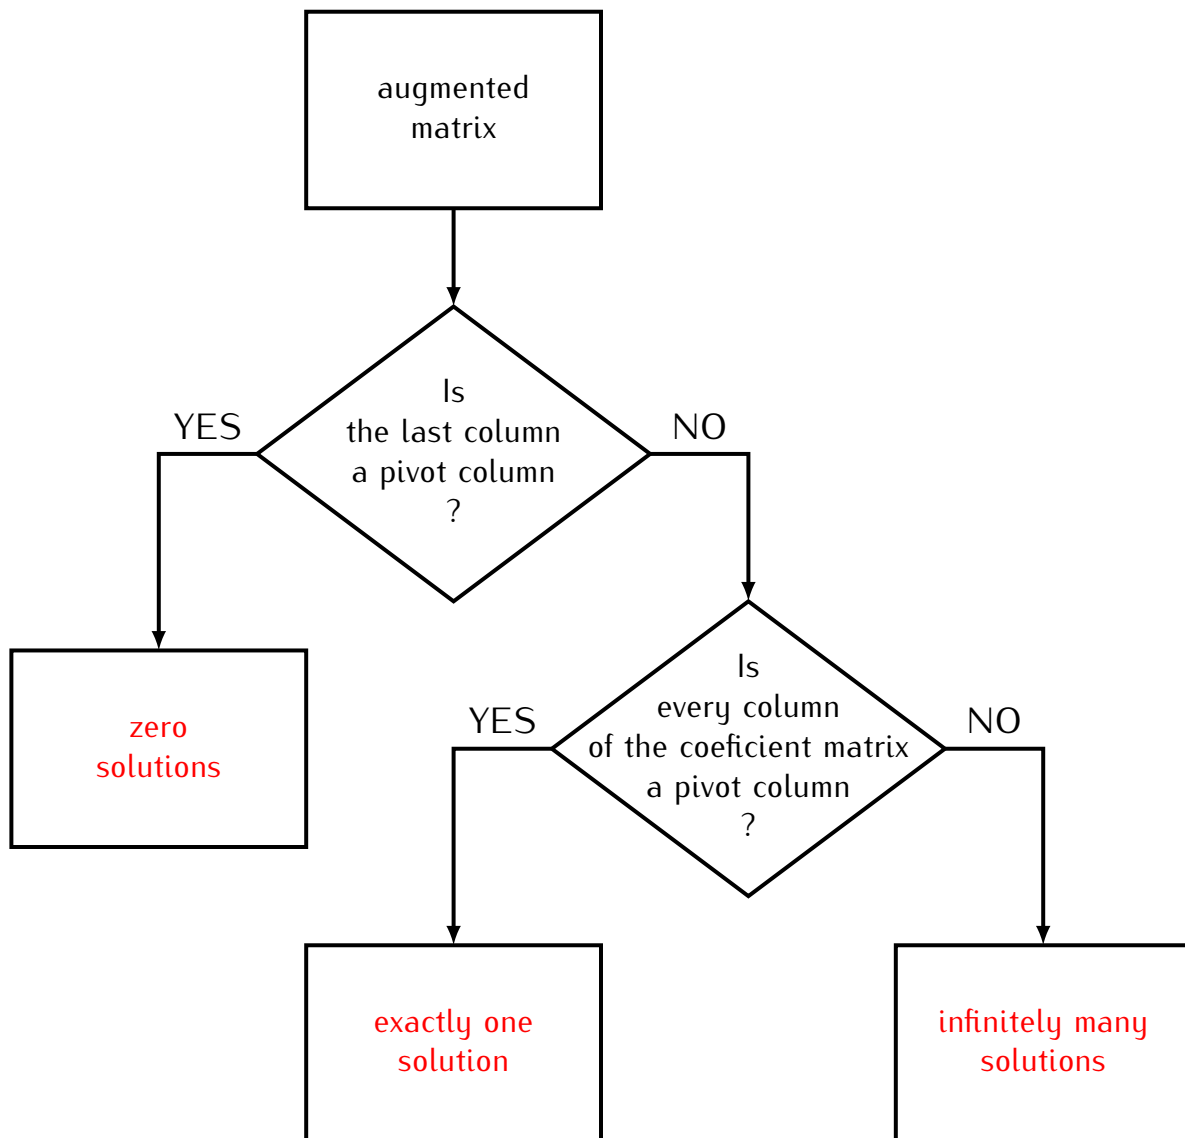 augmented
matrix
Is
the last column
a pivot column
?
YES
NO
zero
solutions
Is
every column
of the coeficient matrix
a pivot column
?
YES
NO
exactly one
solution
infinitely many
solutions